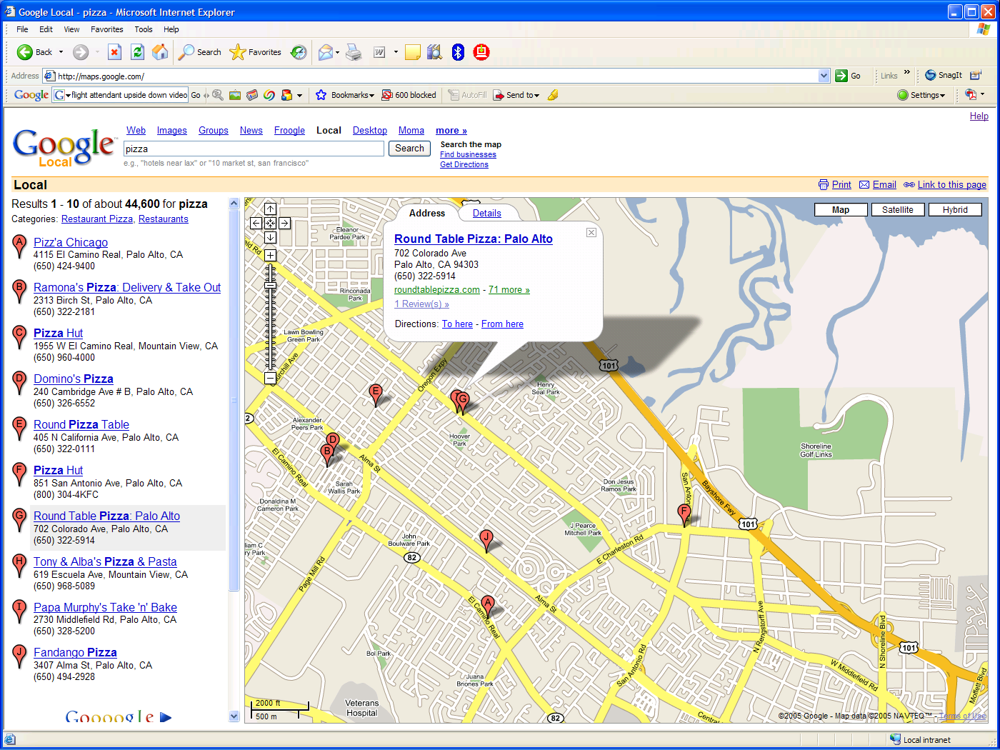 Google Local - pizza - Microsoft Internet Explorer
File Edit View Favorites Tools Help
Back Search Favorites
Address http://maps.google.com/ Go Links » SnagIt
Google G flight attendant upside down video Go Bookmarks 600 blocked AutoFill Send to Settings
Help
Web Images Groups News Froogle Local Desktop Moma more »
Google Local
pizza Search
e.g., "hotels near lax" or "10 market st, san francisco"
Search the map
Find businesses
Get Directions
Local
Print Email Link to this page
Results 1 - 10 of about 44,600 for pizza
Categories: Restaurant Pizza, Restaurants
A Pizz'a Chicago
4115 El Camino Real, Palo Alto, CA
(650) 424-9400
B Ramona's Pizza: Delivery & Take Out
2313 Birch St, Palo Alto, CA
(650) 322-2181
C Pizza Hut
1955 W El Camino Real, Mountain View, CA
(650) 960-4000
D Domino's Pizza
240 Cambridge Ave # B, Palo Alto, CA
(650) 326-6552
E Round Pizza Table
405 N California Ave, Palo Alto, CA
(650) 322-0111
F Pizza Hut
851 San Antonio Ave, Palo Alto, CA
(800) 304-4KFC
G Round Table Pizza: Palo Alto
702 Colorado Ave, Palo Alto, CA
(650) 322-5914
H Tony & Alba's Pizza & Pasta
619 Escuela Ave, Mountain View, CA
(650) 968-5089
I Papa Murphy's Take 'n' Bake
2730 Middlefield Rd, Palo Alto, CA
(650) 328-5200
J Fandango Pizza
3407 Alma St, Palo Alto, CA
(650) 494-2928
Goooogle
Map Satellite Hybrid
Address Details
Round Table Pizza: Palo Alto
702 Colorado Ave
Palo Alto, CA 94303
(650) 322-5914
roundtablepizza.com - 71 more »
1 Review(s) »
Directions: To here - From here
Eleanor
Pardee Park
Rinconada
Park
Lawn Bowling
Green Park
Oregon Expy
101
Henry
Seal Park
E
G
Alexander
Peers Park
Hoover
Park
D
B
El Camino Real
Alma St
Sarah
Wallis Park
Donaldina M
Cameron Park
Shoreline
Golf Links
Don Jesus
Ramos Park
Bayshore Fwy
F
101
J Pearce
Mitchell Park
John
Boulware Park
J
82
E Charleston Rd
Page Mill Rd
A
El Camino Real
Alma St
N Rengstorff Ave
N Shoreline Blvd
101
Bol Park
San Antonio Rd
W Middlefield Rd
Moffett Blvd
Juana
Briones Park
Veterans
Hospital
82
Central
2000 ft
500 m
©2005 Google - Map data ©2005 NAVTEQ™ - Terms of Use
Local intranet